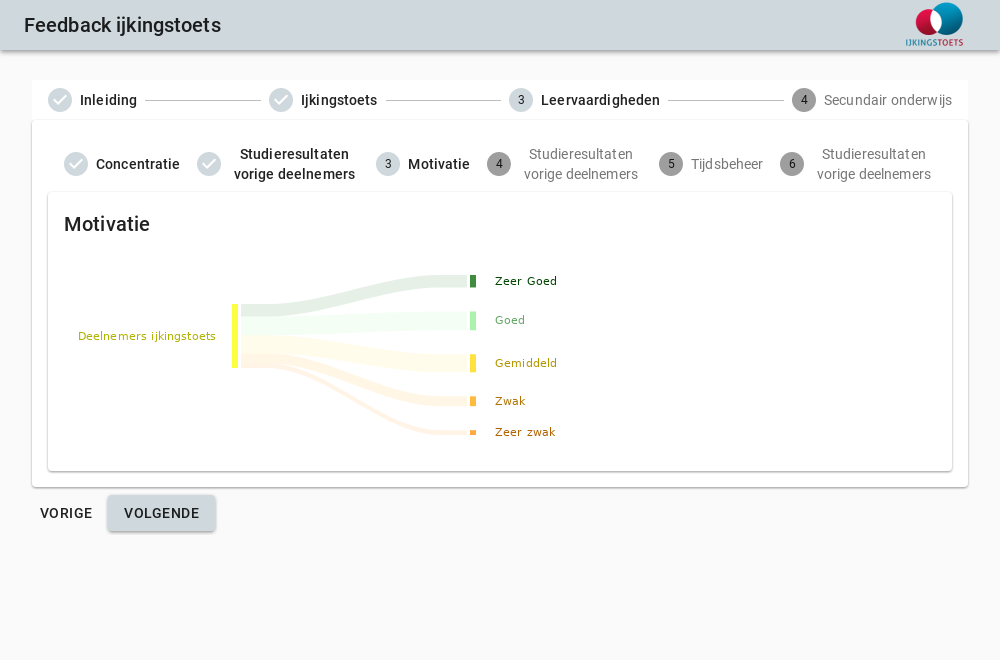 Feedback ijkingstoets
IJKINGSTOETS
Inleiding
Ijkingstoets
3 Leervaardigheden
4 Secundair onderwijs
Concentratie
Studieresultaten
vorige deelnemers
3 Motivatie
4 Studieresultaten
vorige deelnemers
5 Tijdsbeheer
6 Studieresultaten
vorige deelnemers
Motivatie
Zeer Goed
Goed
Deelnemers ijkingstoets
Gemiddeld
Zwak
Zeer zwak
VORIGE
VOLGENDE